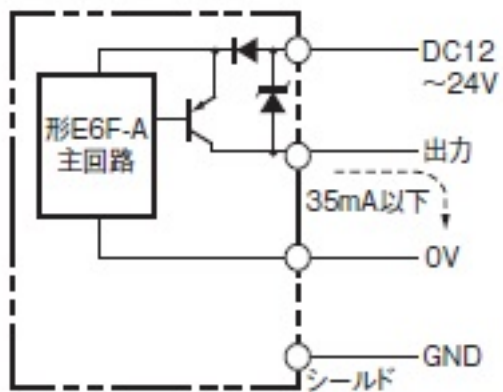 DC12
～24V
形E6F-A
主回路
出力
35mA以下
0V
GND
シールド